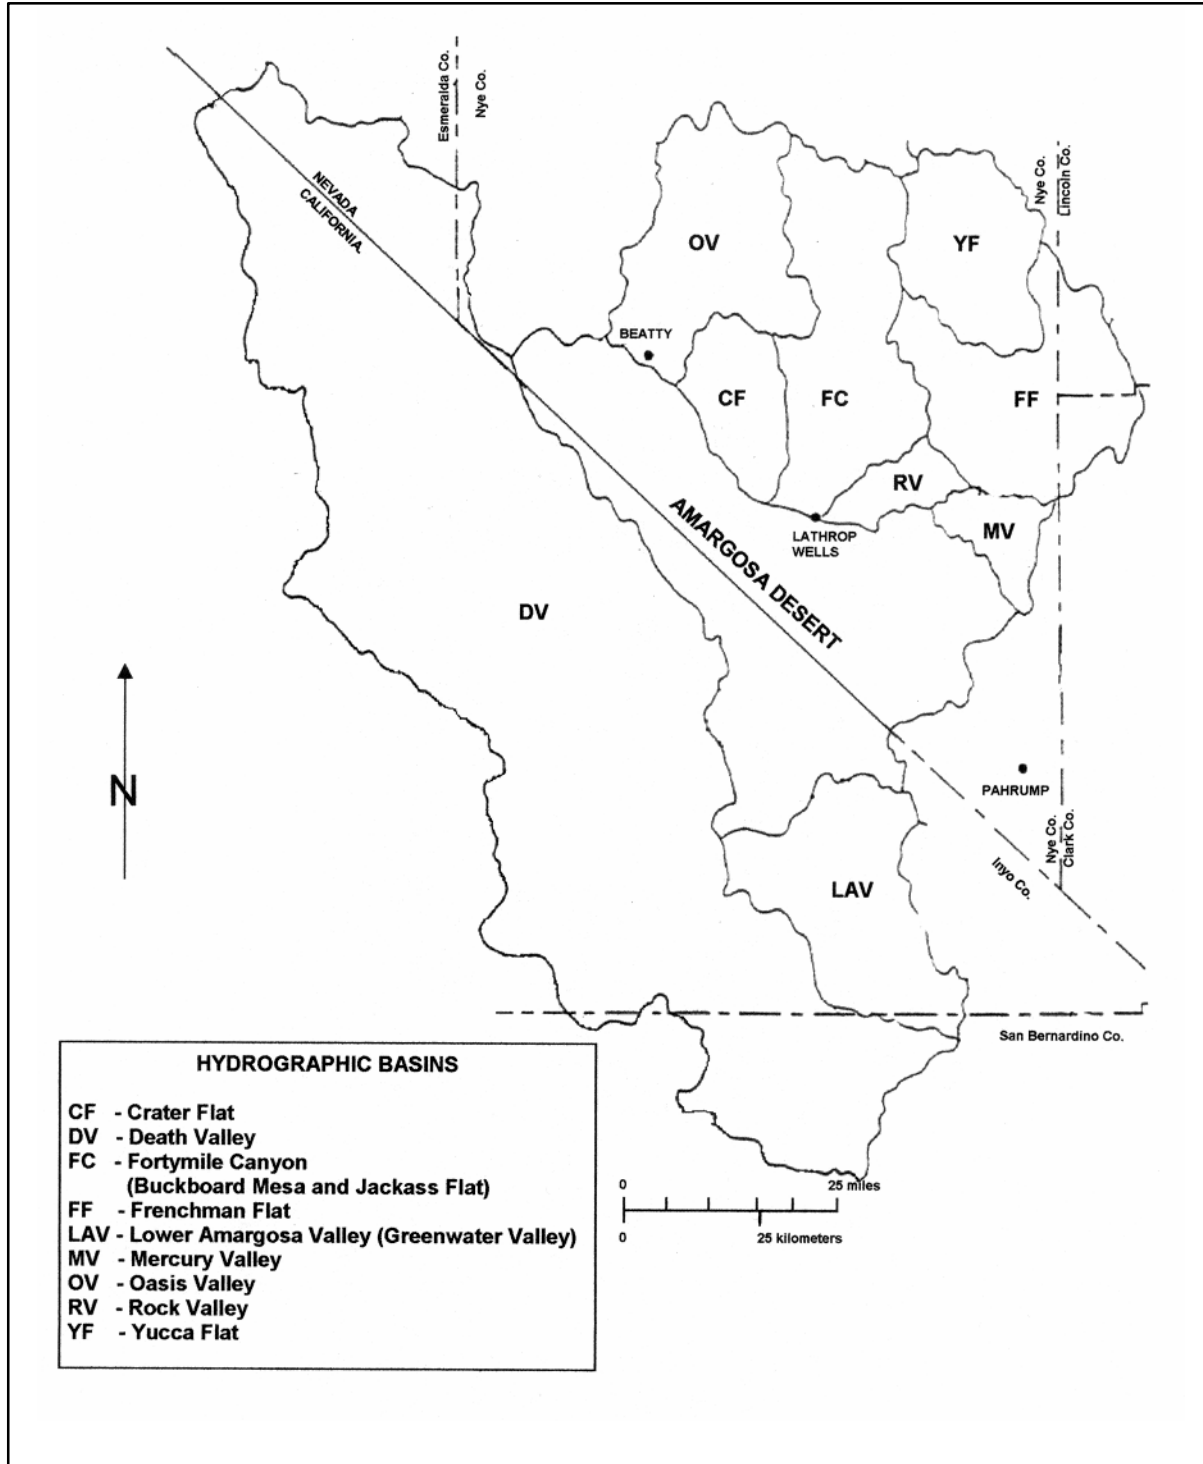 Esmeralda Co.
Nye Co.
NEVADA
CALIFORNIA
Nye Co.
Lincoln Co.
OV
YF
BEATTY
CF
FC
FF
RV
MV
LATHROP
WELLS
AMARGOSA DESERT
DV
N
PAHRUMP
Nye Co.
Clark Co.
Inyo Co.
LAV
San Bernardino Co.
HYDROGRAPHIC BASINS
CF - Crater Flat
DV - Death Valley
FC - Fortymile Canyon
(Buckboard Mesa and Jackass Flat)
FF - Frenchman Flat
LAV - Lower Amargosa Valley (Greenwater Valley)
MV - Mercury Valley
OV - Oasis Valley
RV - Rock Valley
YF - Yucca Flat
0 25 miles
0 25 kilometers